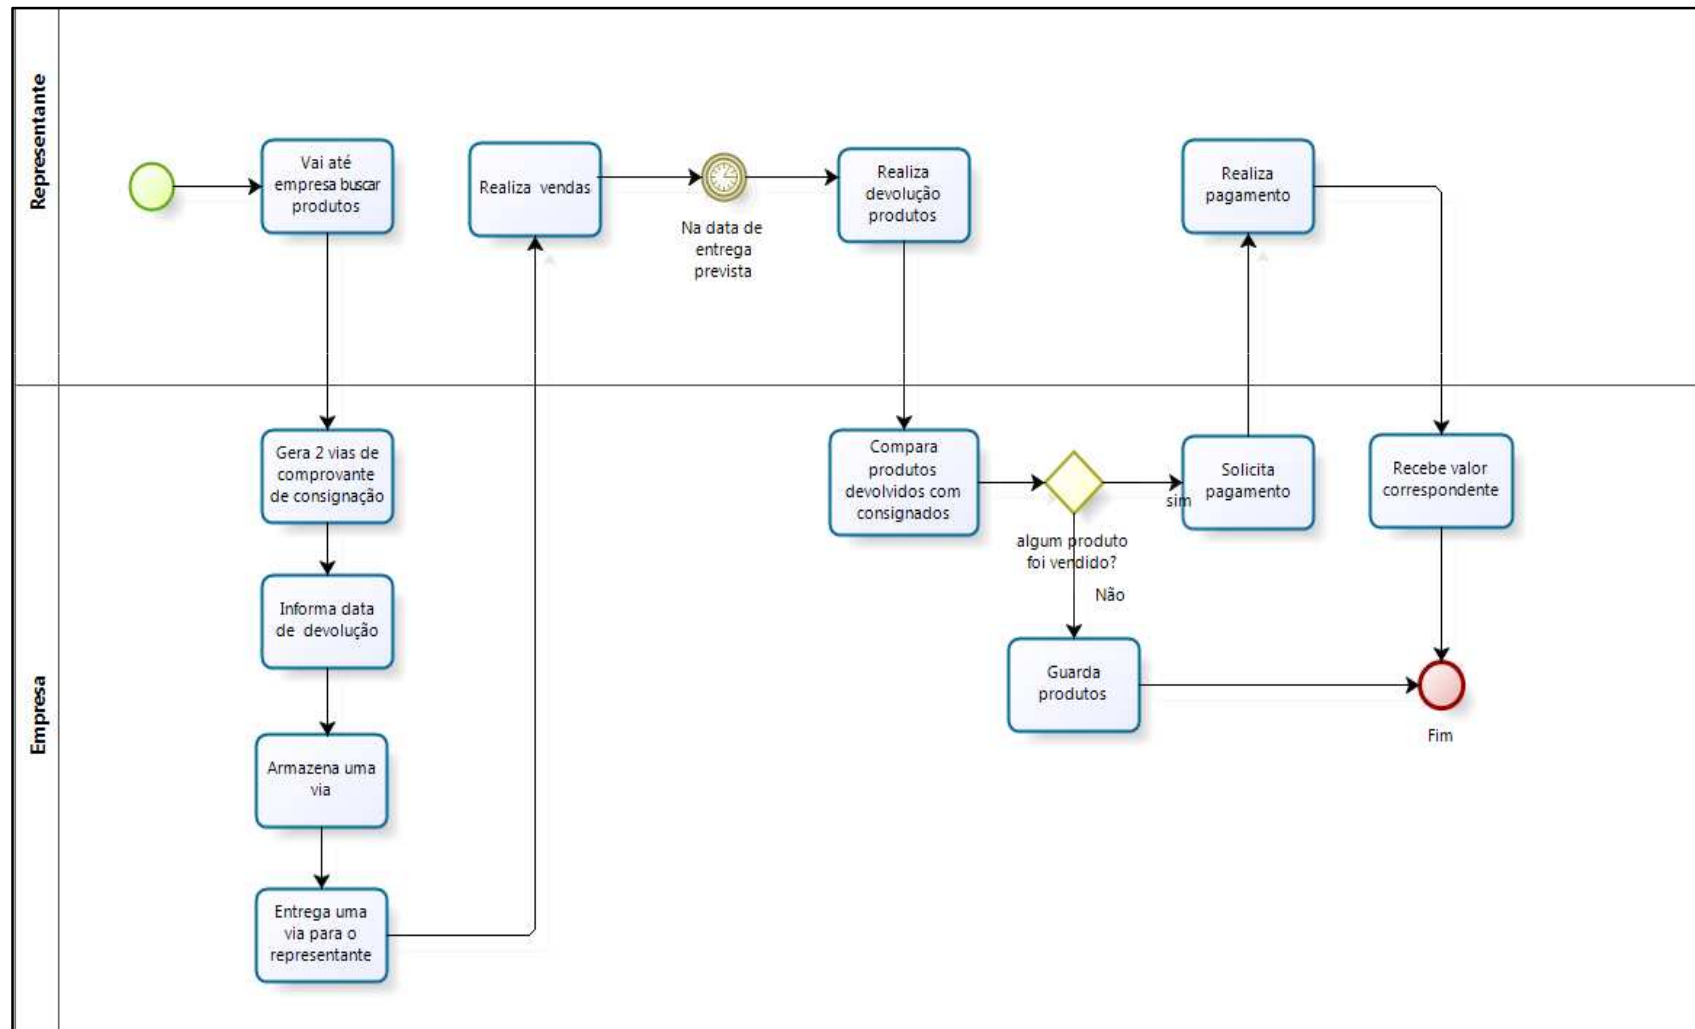 Representante
Vai até
empresa buscar
produtos
Realiza vendas
Na data de
entrega
prevista
Realiza
devolução
produtos
Realiza
pagamento
Empresa
Gera 2 vias de
comprovante
de consignação
Informa data
de devolução
Armazena uma
via
Entrega uma
via para o
representante
Compara
produtos
devolvidos com
consignados
algum produto
foi vendido?
sim
Não
Solicita
pagamento
Recebe valor
correspondente
Guarda
produtos
Fim